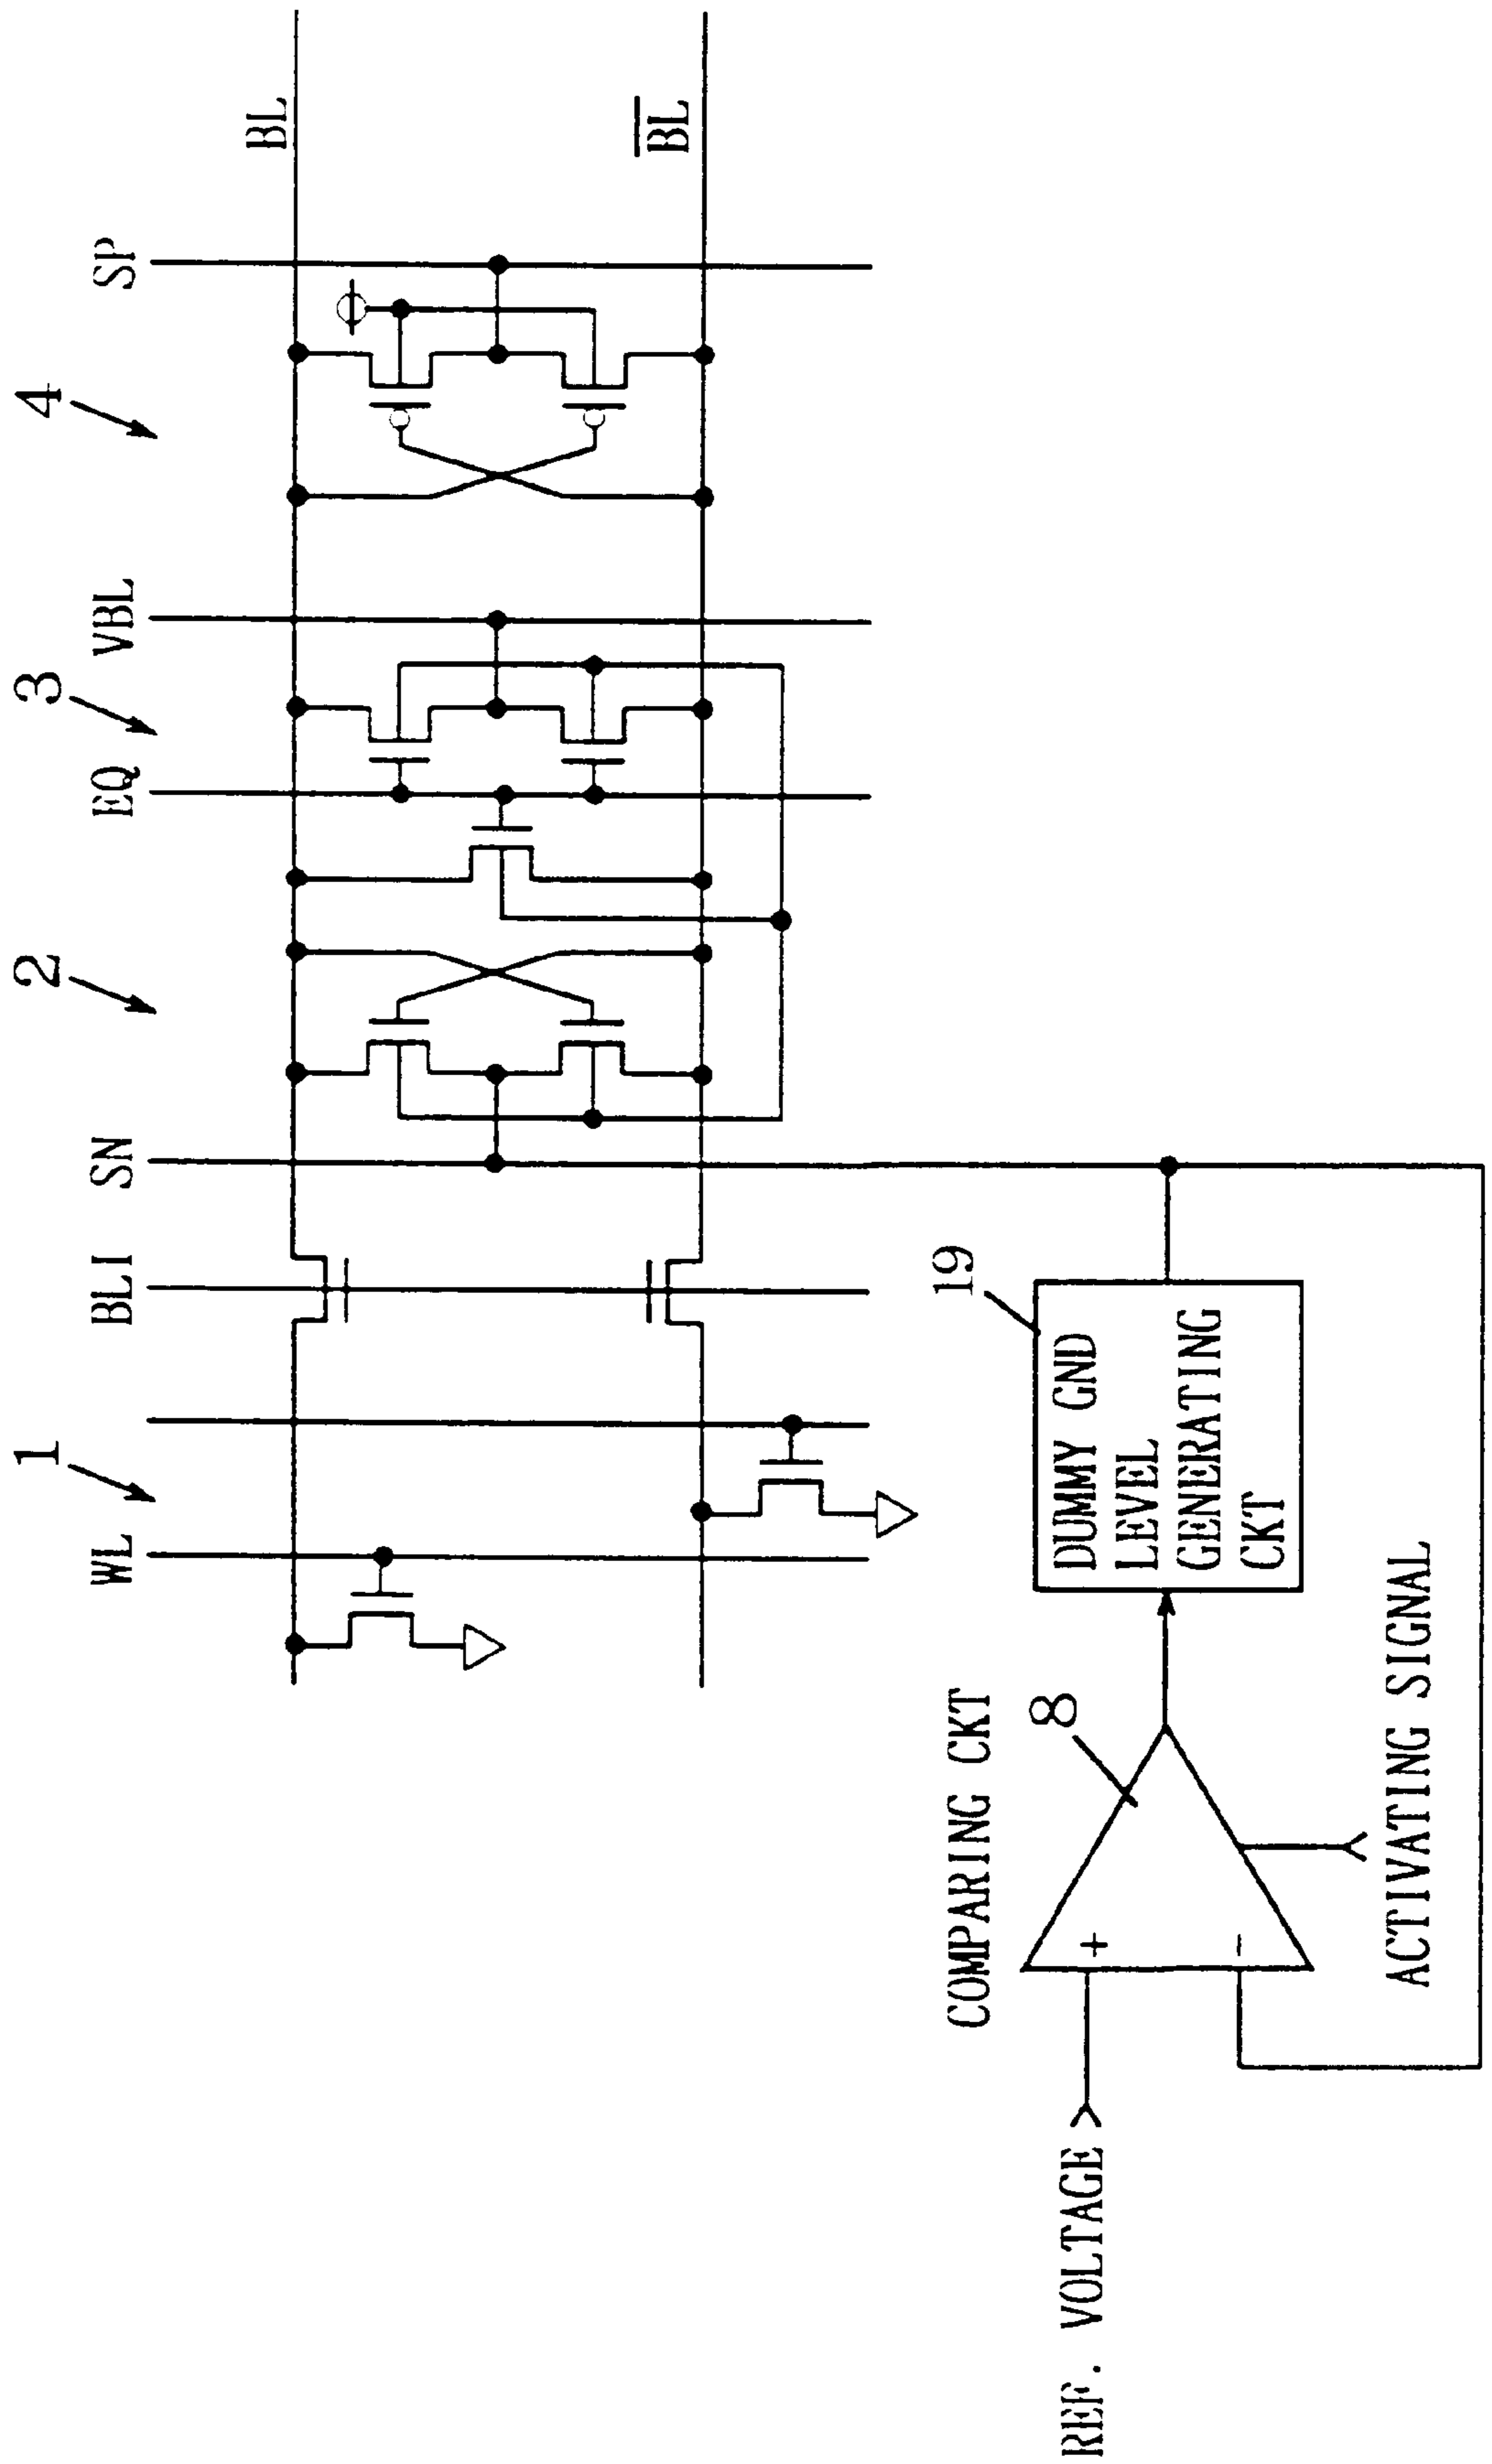 1
2
3
4
WL
BLI
SN
EQ
VBL
SP
BL
BL
COMPARING CKT
8
19
REF. VOLTAGE
+
-
DUMMY GND
LEVEL
GENERATING
CKT
ACTIVATING SIGNAL